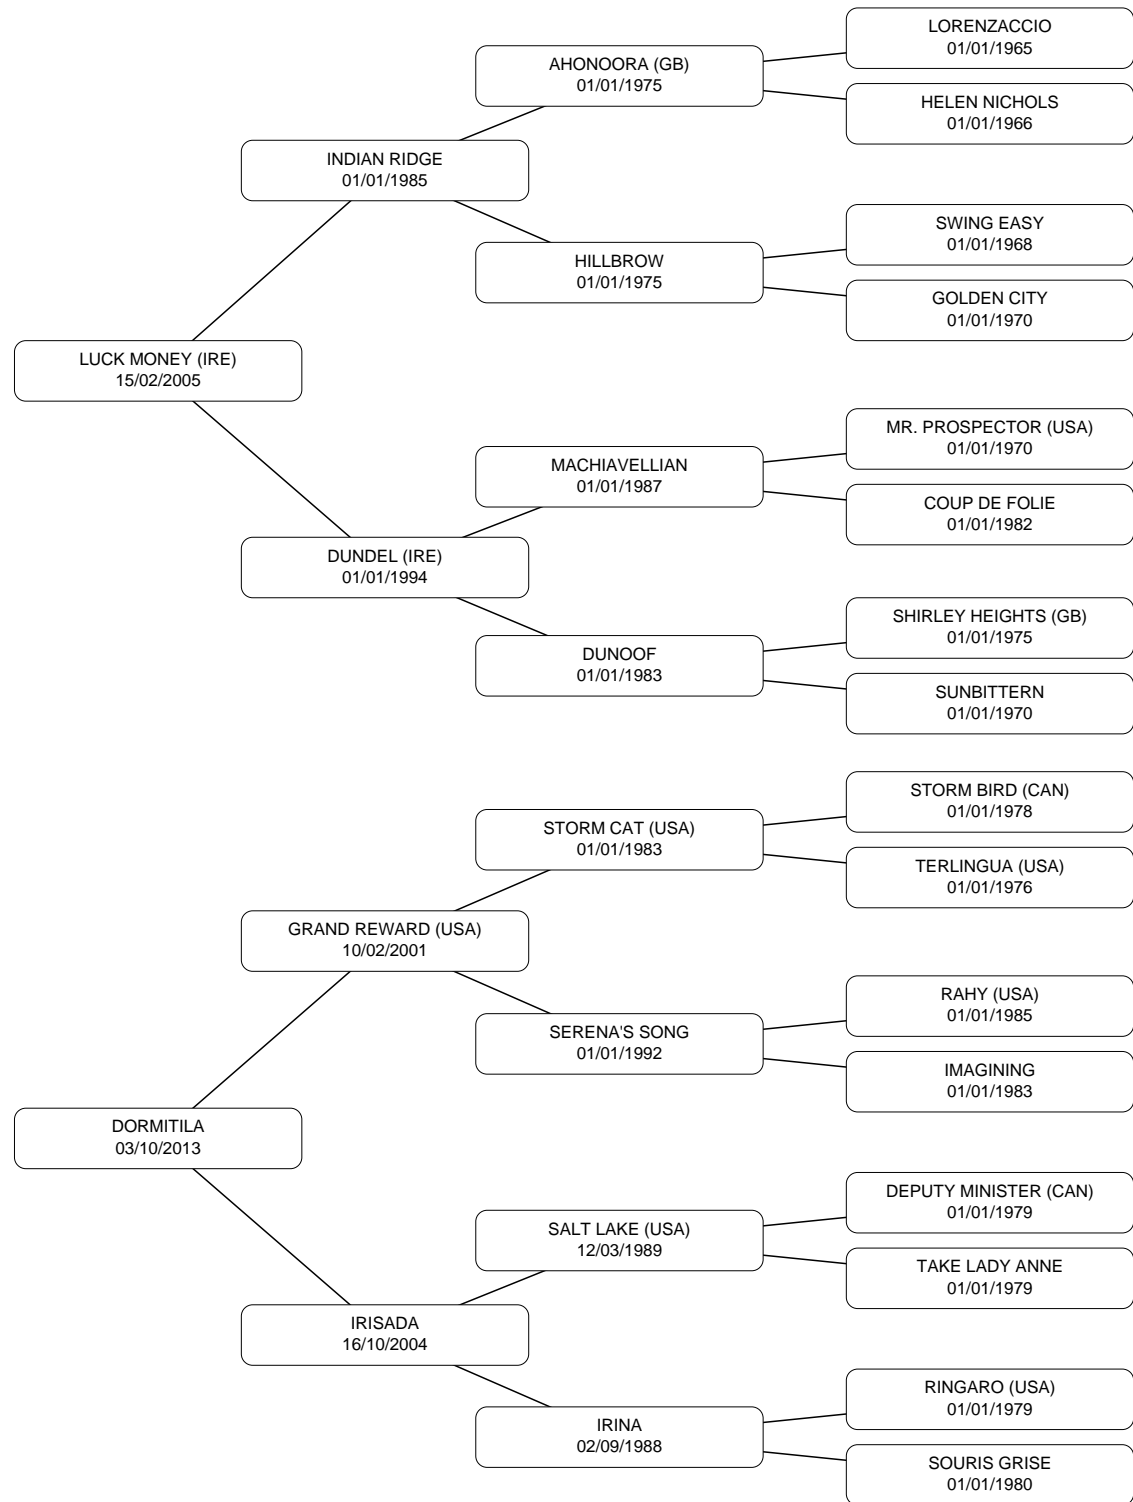 LORENZACCIO
01/01/1965
AHONOORA (GB)
01/01/1975
HELEN NICHOLS
01/01/1966
INDIAN RIDGE
01/01/1985
SWING EASY
01/01/1968
HILLBROW
01/01/1975
GOLDEN CITY
01/01/1970
LUCK MONEY (IRE)
15/02/2005
MR. PROSPECTOR (USA)
01/01/1970
MACHIAVELLIAN
01/01/1987
COUP DE FOLIE
01/01/1982
DUNDEL (IRE)
01/01/1994
SHIRLEY HEIGHTS (GB)
01/01/1975
DUNOOF
01/01/1983
SUNBITTERN
01/01/1970
STORM BIRD (CAN)
01/01/1978
STORM CAT (USA)
01/01/1983
TERLINGUA (USA)
01/01/1976
GRAND REWARD (USA)
10/02/2001
RAHY (USA)
01/01/1985
SERENA'S SONG
01/01/1992
IMAGINING
01/01/1983
DORMITILA
03/10/2013
DEPUTY MINISTER (CAN)
01/01/1979
SALT LAKE (USA)
12/03/1989
TAKE LADY ANNE
01/01/1979
IRISADA
16/10/2004
RINGARO (USA)
01/01/1979
IRINA
02/09/1988
SOURIS GRISE
01/01/1980